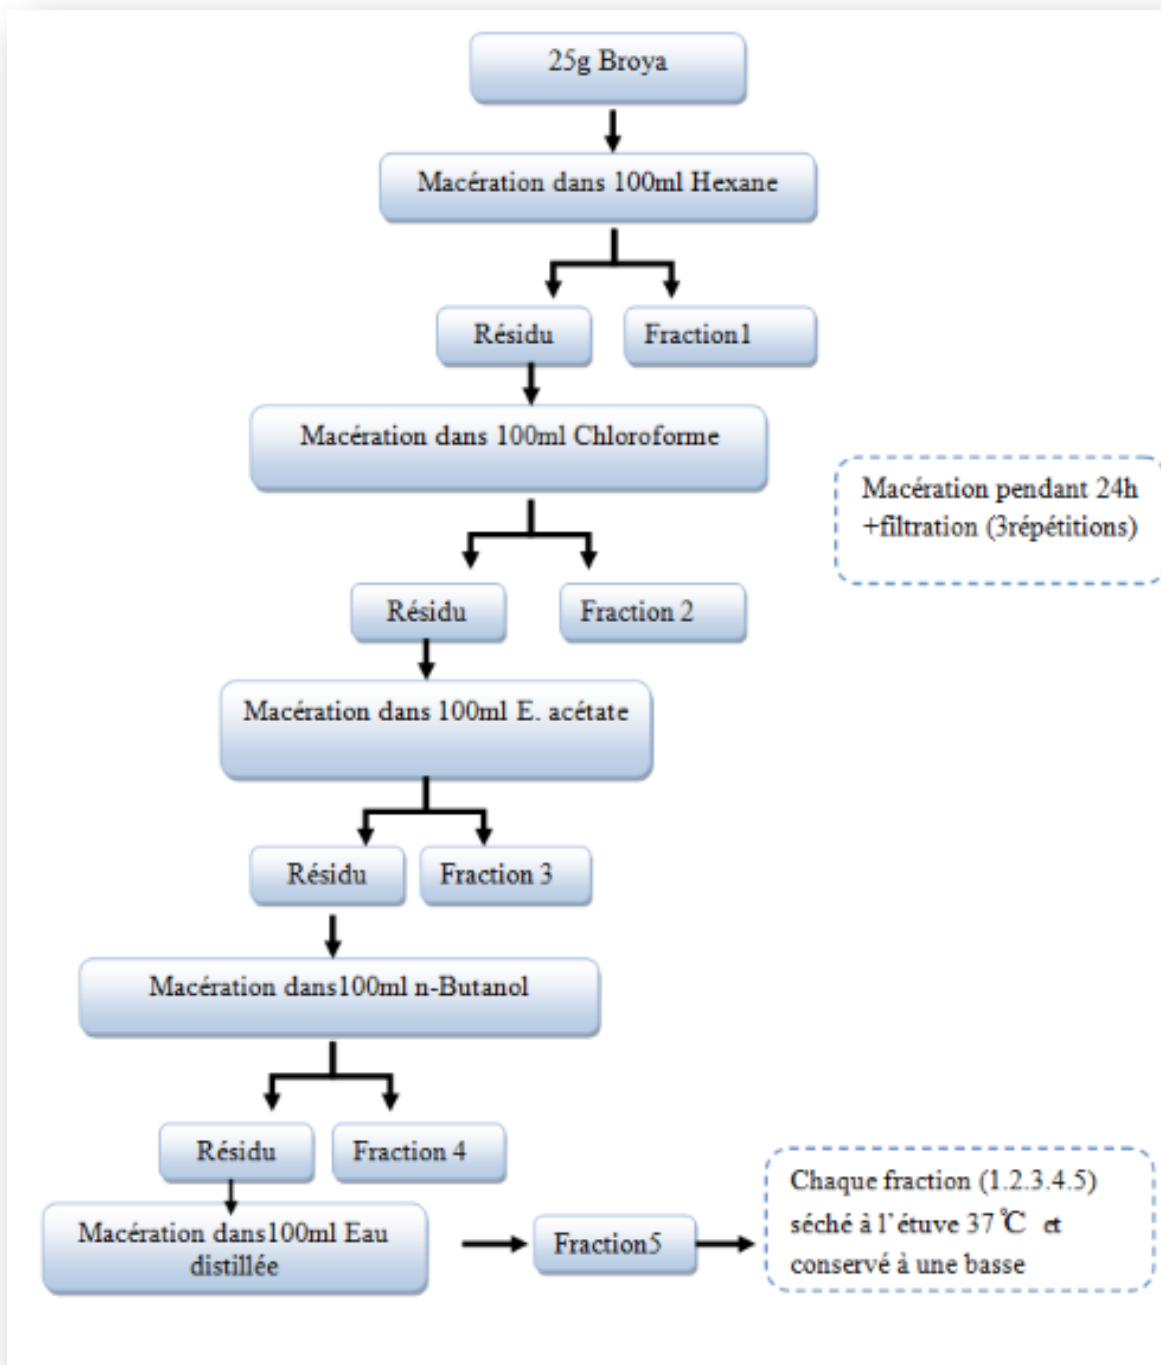 25g Broya
Macération dans 100ml Hexane
Résidu
Fraction1
Macération dans 100ml Chloroforme
Macération pendant 24h
+filtration (3répétitions)
Résidu
Fraction 2
Macération dans 100ml E. acétate
Résidu
Fraction 3
Macération dans100ml n-Butanol
Résidu
Fraction 4
Macération dans100ml Eau
distillée
Fraction5
Chaque fraction (1.2.3.4.5)
séché à l'étuve 37℃ et
conservé à une basse